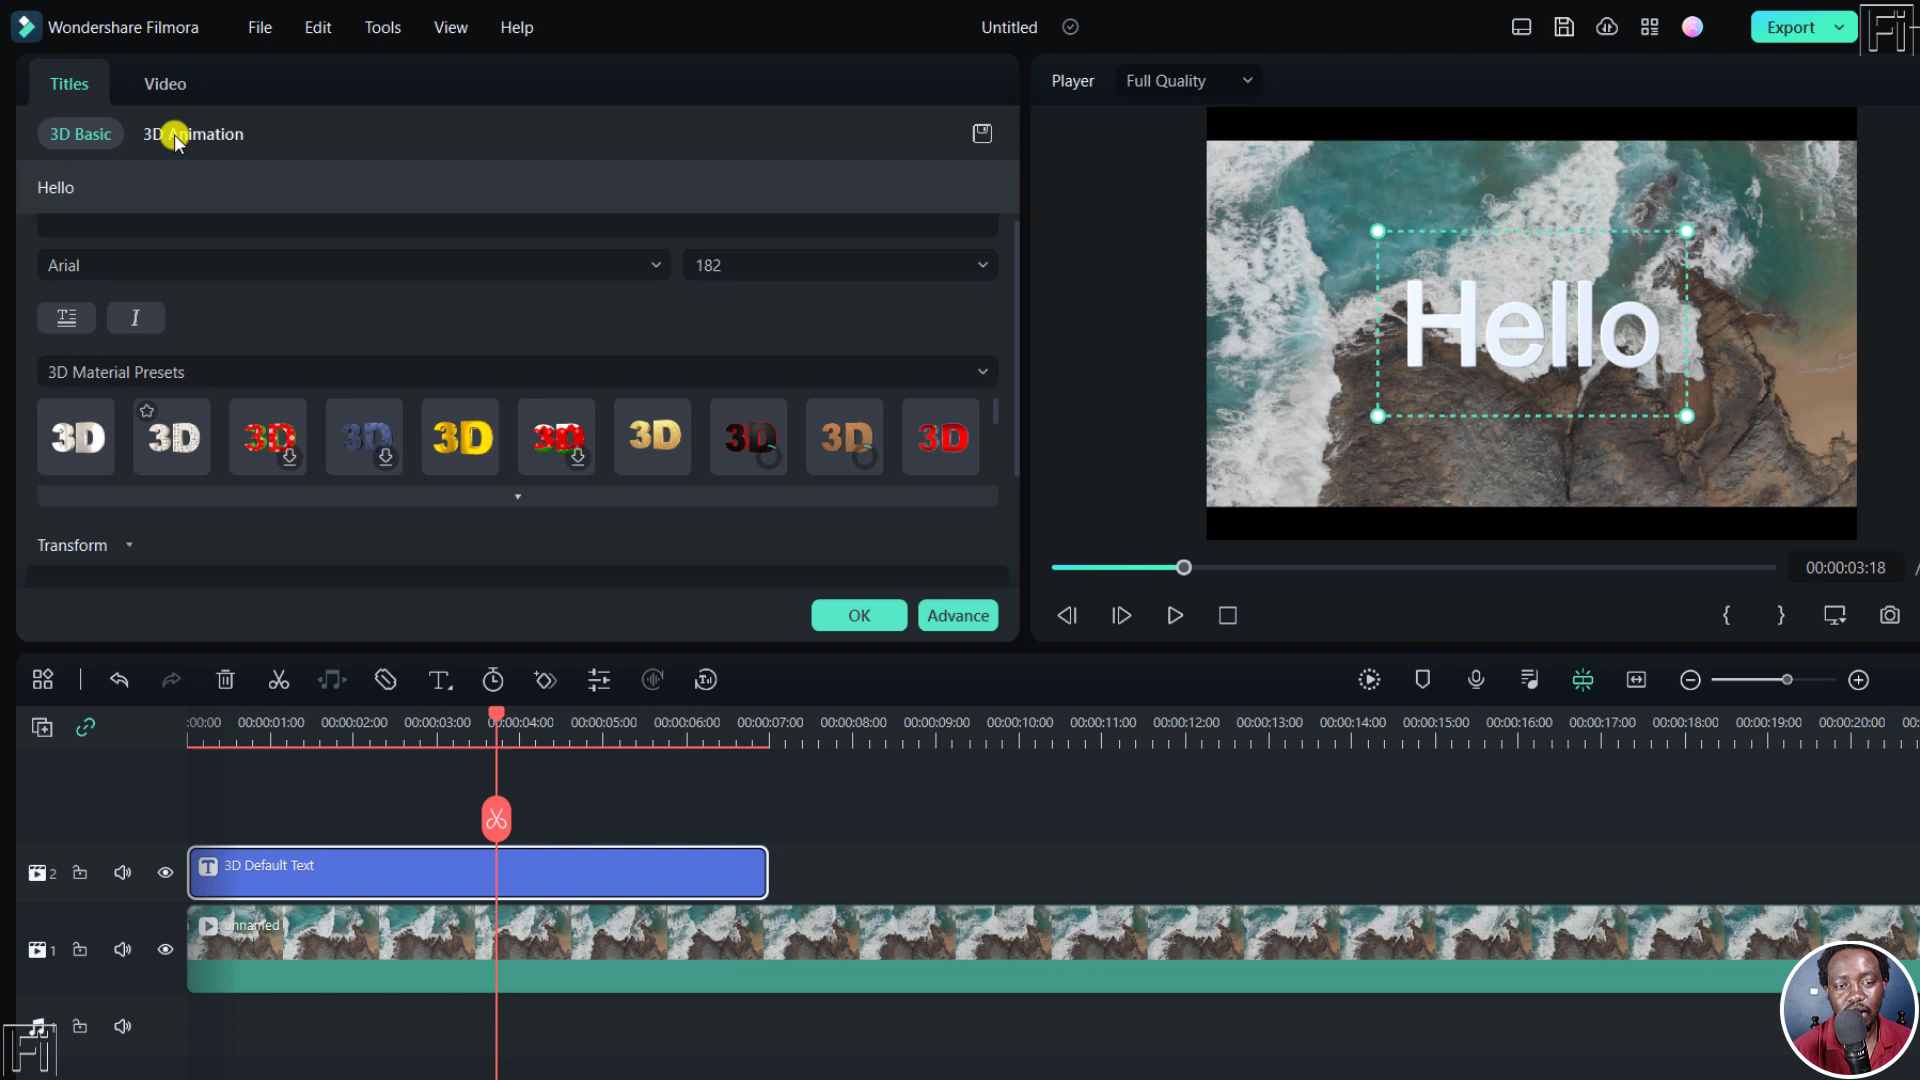 Wondershare Filmora File Edit Tools View Help Untitled Export Fi
Titles Video Player Full Quality
3D Basic 3D Animation
Hello
Arial 182
3D Material Presets
3D 3D 3D 3D 3D 3D 3D 3D 3D 3D
Hello
Transform
00:00:03:18 /
OK Advance
:00:00 00:00:01:00 00:00:02:00 00:00:03:00 00:00:04:00 00:00:05:00 00:00:06:00 00:00:07:00 00:00:08:00 00:00:09:00 00:00:10:00 00:00:11:00 00:00:12:00 00:00:13:00 00:00:14:00 00:00:15:00 00:00:16:00 00:00:17:00 00:00:18:00 00:00:19:00 00:00:20:00 00:
2 T 3D Default Text
1 unnamed
Fi